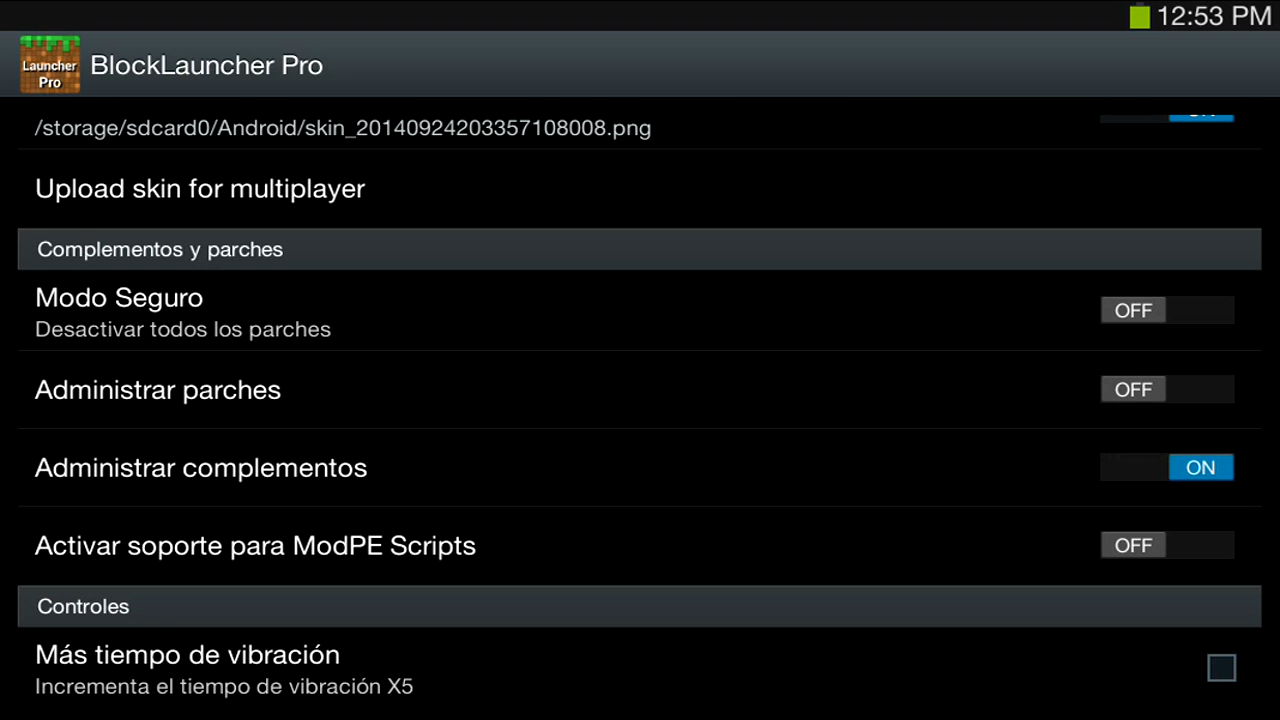 12:53 PM
Launcher
Pro
BlockLauncher Pro
/storage/sdcard0/Android/skin_20140924203357108008.png
ON
Upload skin for multiplayer
Complementos y parches
Modo Seguro
OFF
Desactivar todos los parches
Administrar parches
OFF
Administrar complementos
ON
Activar soporte para ModPE Scripts
OFF
Controles
Más tiempo de vibración
Incrementa el tiempo de vibración X5